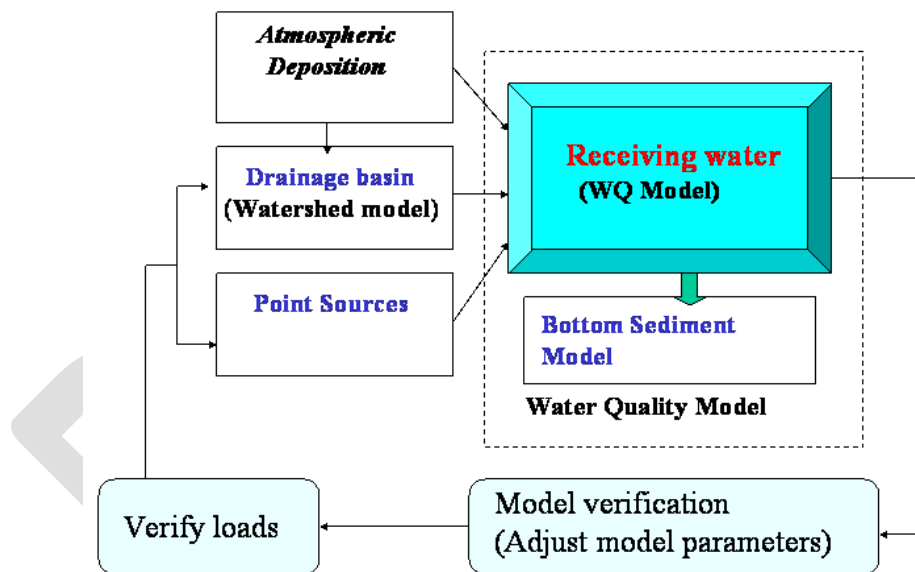 Atmospheric
Deposition
Drainage basin
(Watershed model)
Point Sources
Receiving water
(WQ Model)
Bottom Sediment
Model
Water Quality Model
Verify loads
Model verification
(Adjust model parameters)